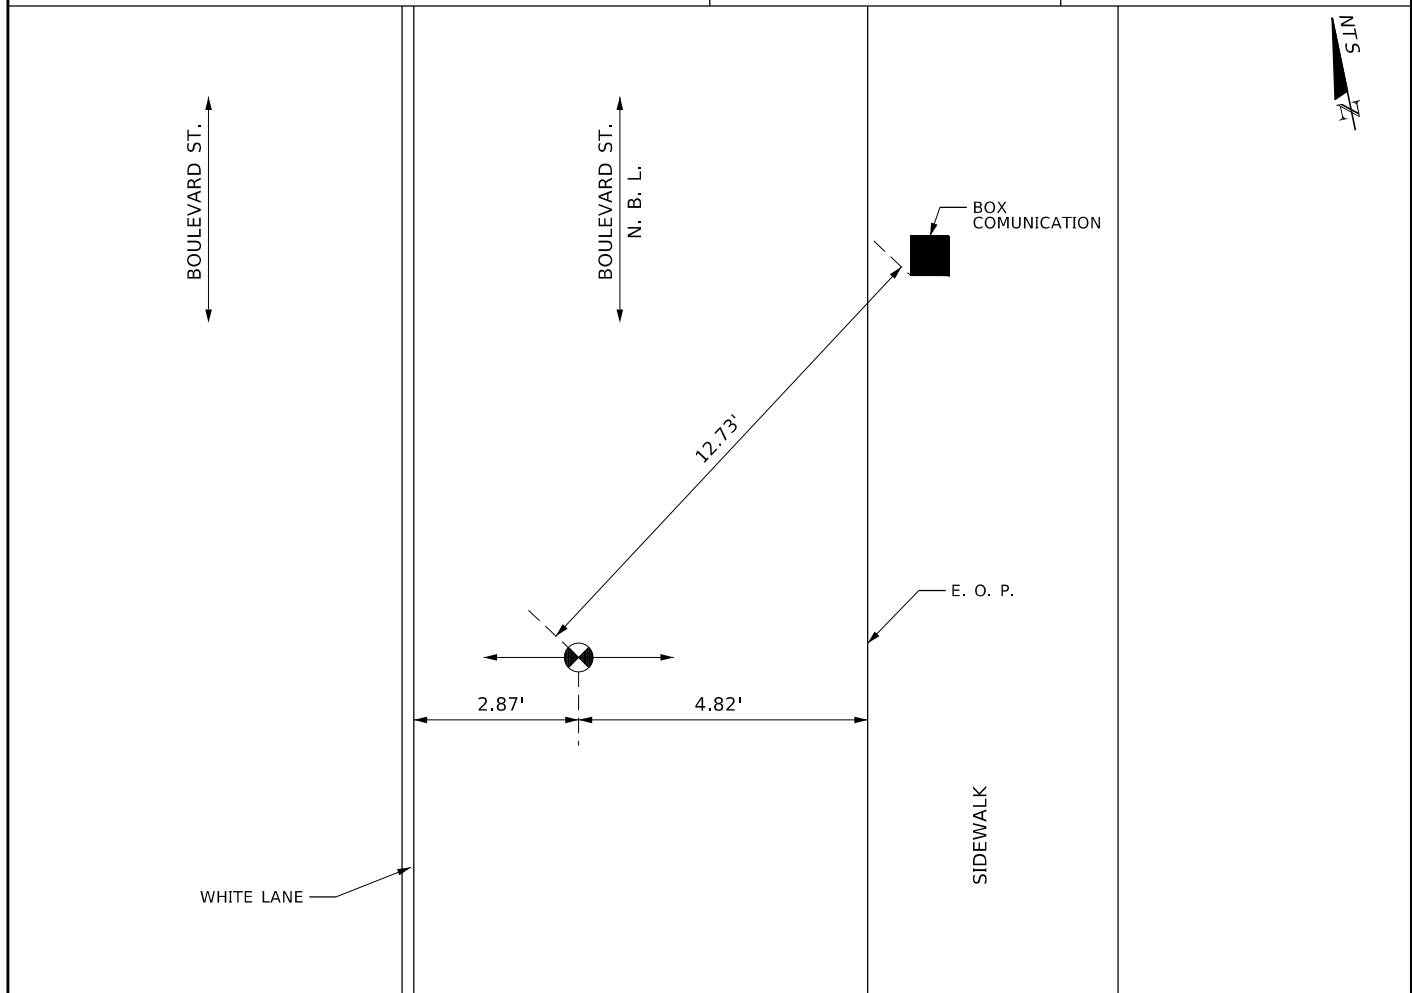 NTS
N
BOULEVARD ST.
BOULEVARD ST.
N. B. L.
BOX
COMUNICATION
12.73'
E. O. P.
2.87'
4.82'
SIDEWALK
WHITE LANE